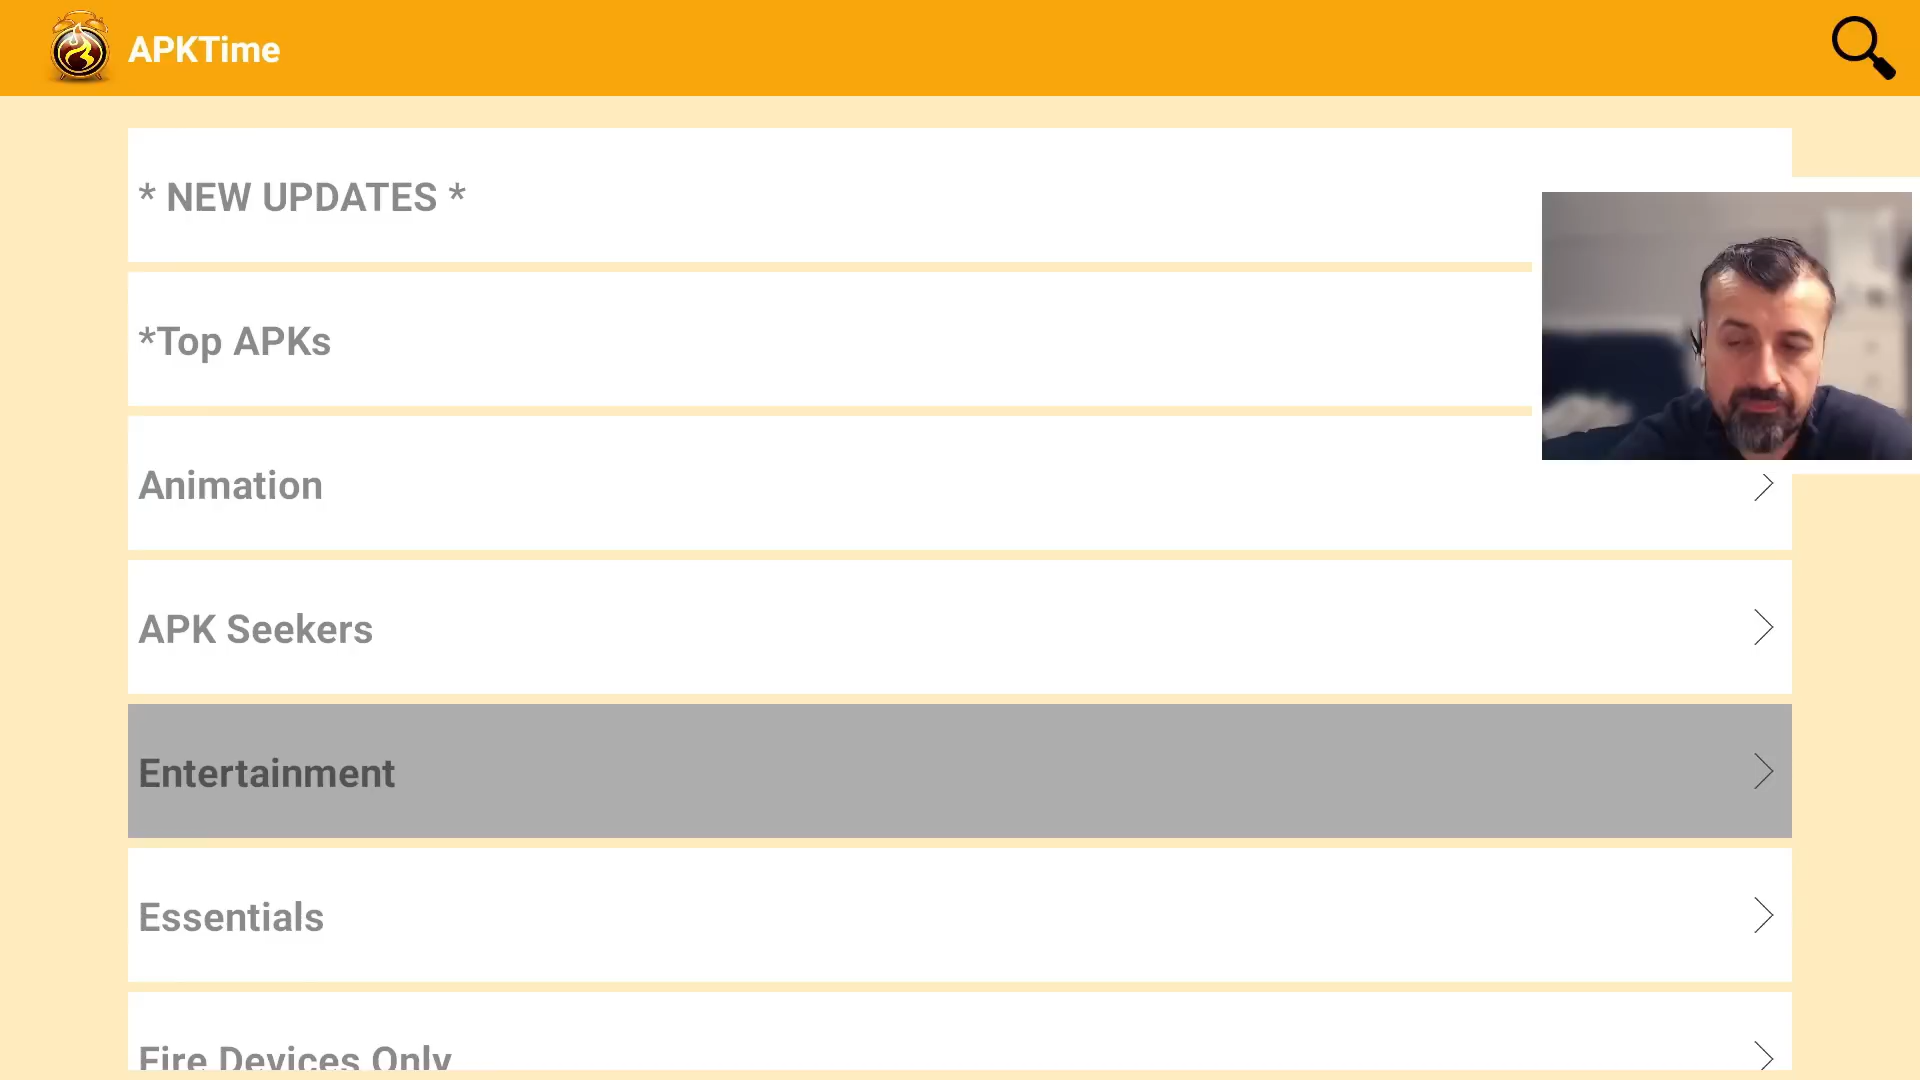 APKTime
* NEW UPDATES *
*Top APKs
Animation
APK Seekers
Entertainment
Essentials
Fire Devices Only